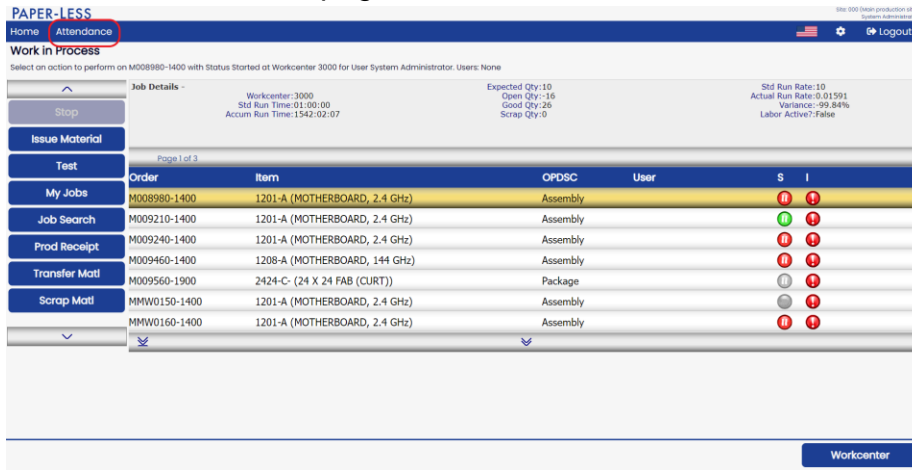 PAPER-LESS
Site: 000 (Main production sit
System Administrator
Home Attendance Logout
Work in Process
Select an action to perform on M008980-1400 with Status Started at Workcenter 3000 for User System Administrator. Users: None
Job Details -
Workcenter:3000
Std Run Time:01:00:00
Accum Run Time:1542:02:07
Expected Qty:10
Open Qty:-16
Good Qty:26
Scrap Qty:0
Std Run Rate:10
Actual Run Rate:0.01591
Variance:-99.84%
Labor Active?:False
Stop
Issue Material
Test
My Jobs
Job Search
Prod Receipt
Transfer Matl
Scrap Matl
Page 1 of 3
Order Item OPDSC User S I
M008980-1400 1201-A (MOTHERBOARD, 2.4 GHz) Assembly
M009210-1400 1201-A (MOTHERBOARD, 2.4 GHz) Assembly
M009240-1400 1201-A (MOTHERBOARD, 2.4 GHz) Assembly
M009460-1400 1208-A (MOTHERBOARD, 144 GHz) Assembly
M009560-1900 2424-C- (24 X 24 FAB (CURT)) Package
MMW0150-1400 1201-A (MOTHERBOARD, 2.4 GHz) Assembly
MMW0160-1400 1201-A (MOTHERBOARD, 2.4 GHz) Assembly
Workcenter